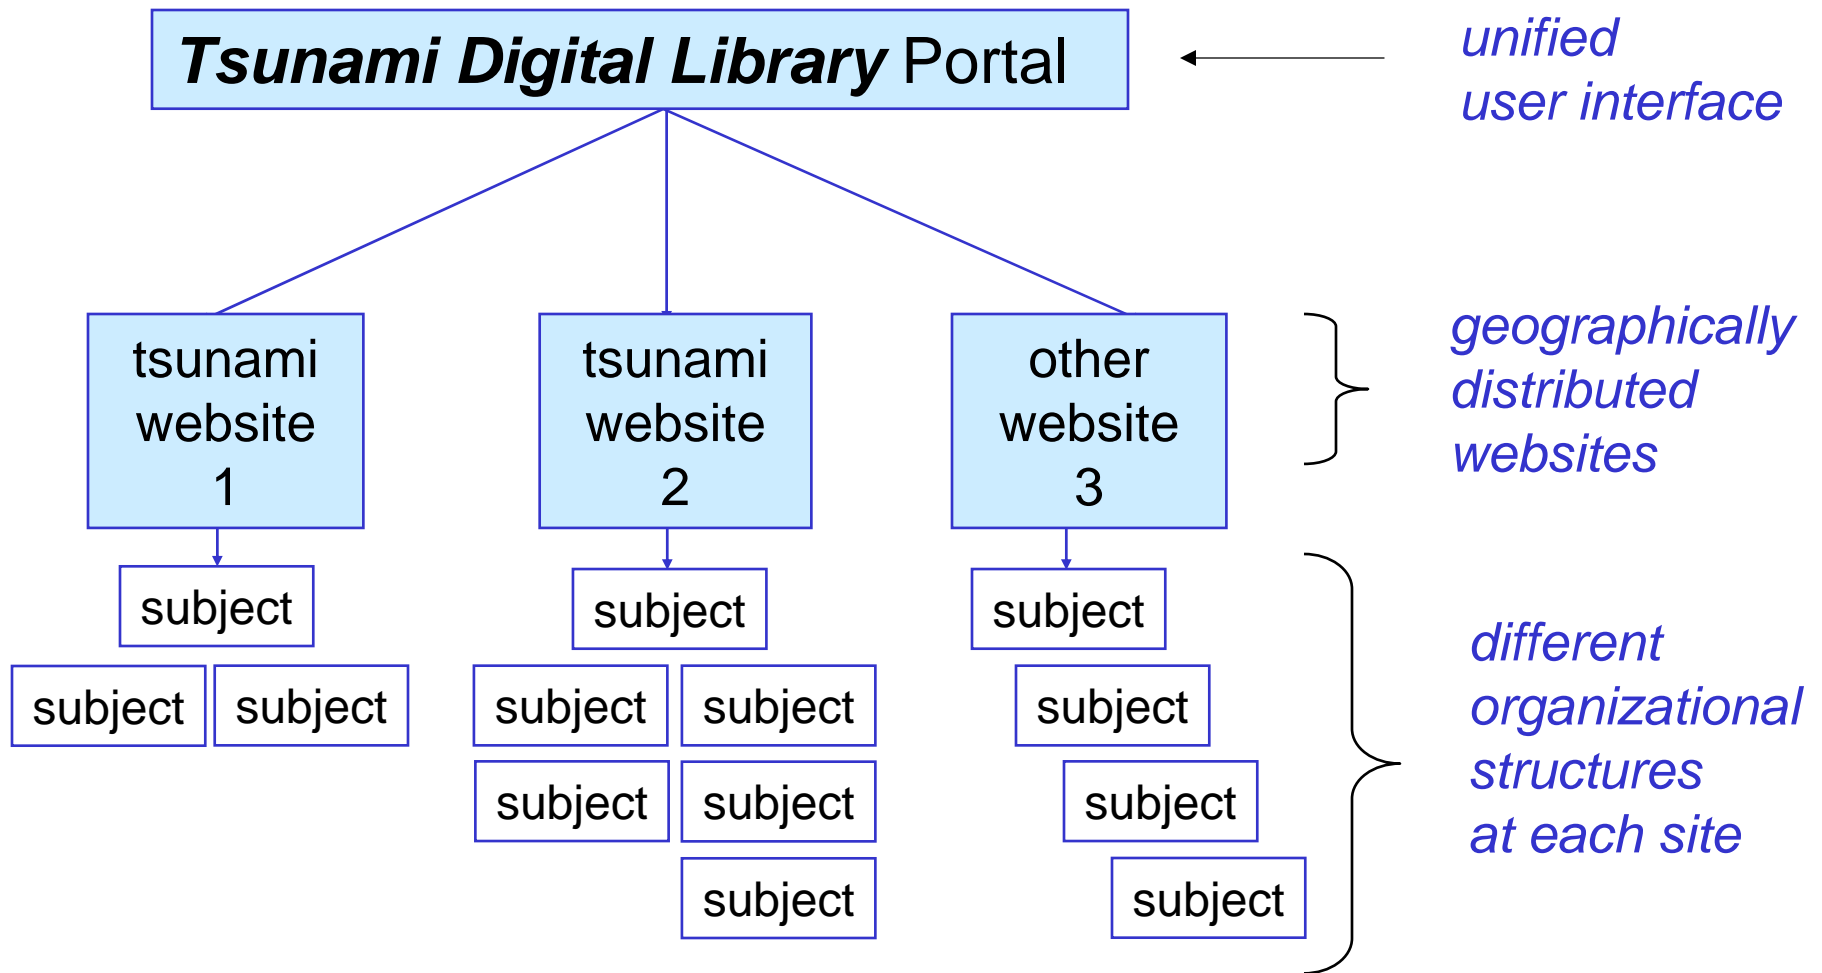 Tsunami Digital Library Portal
unified
user interface
tsunami
website
1
tsunami
website
2
other
website
3
geographically
distributed
websites
subject
subject
subject
subject subject
subject subject
subject
subject subject
subject
subject
subject
different
organizational
structures
at each site